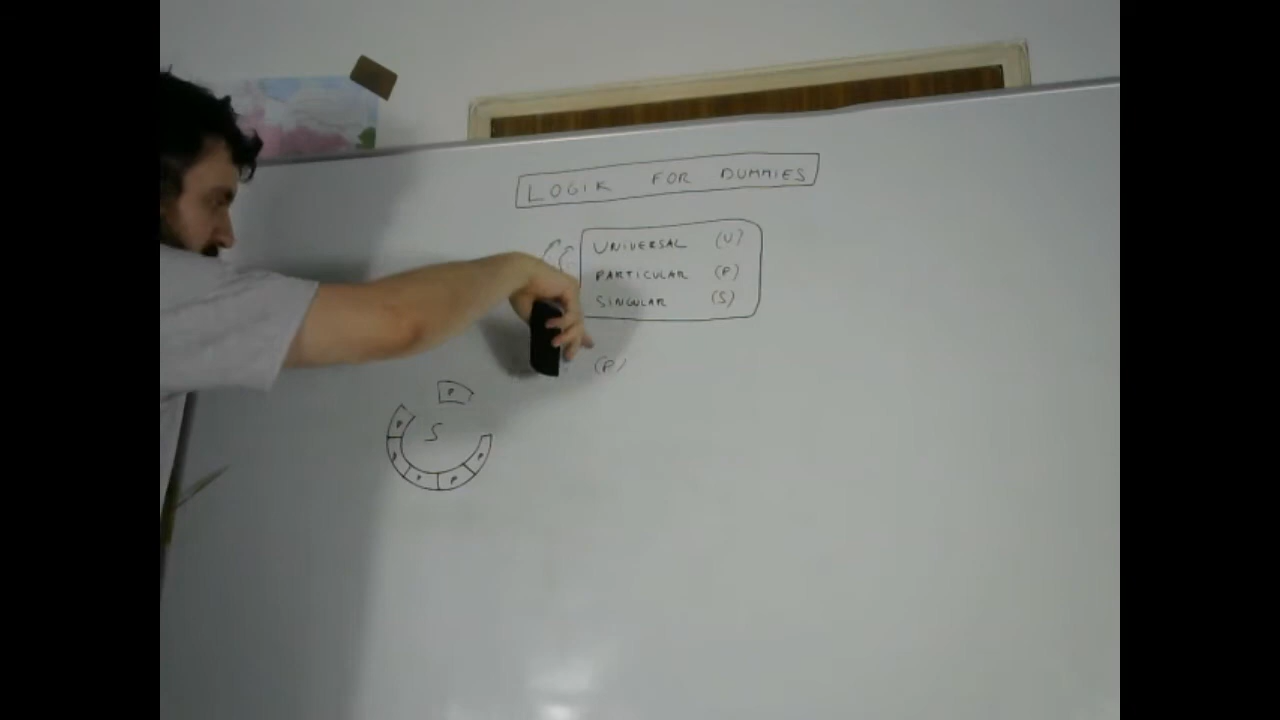 LOGIK FOR DUMMIES
UNIVERSAL (U)
PARTICULAR (P)
SINGULAR (S)
(P)
P
P
S
P
P
P